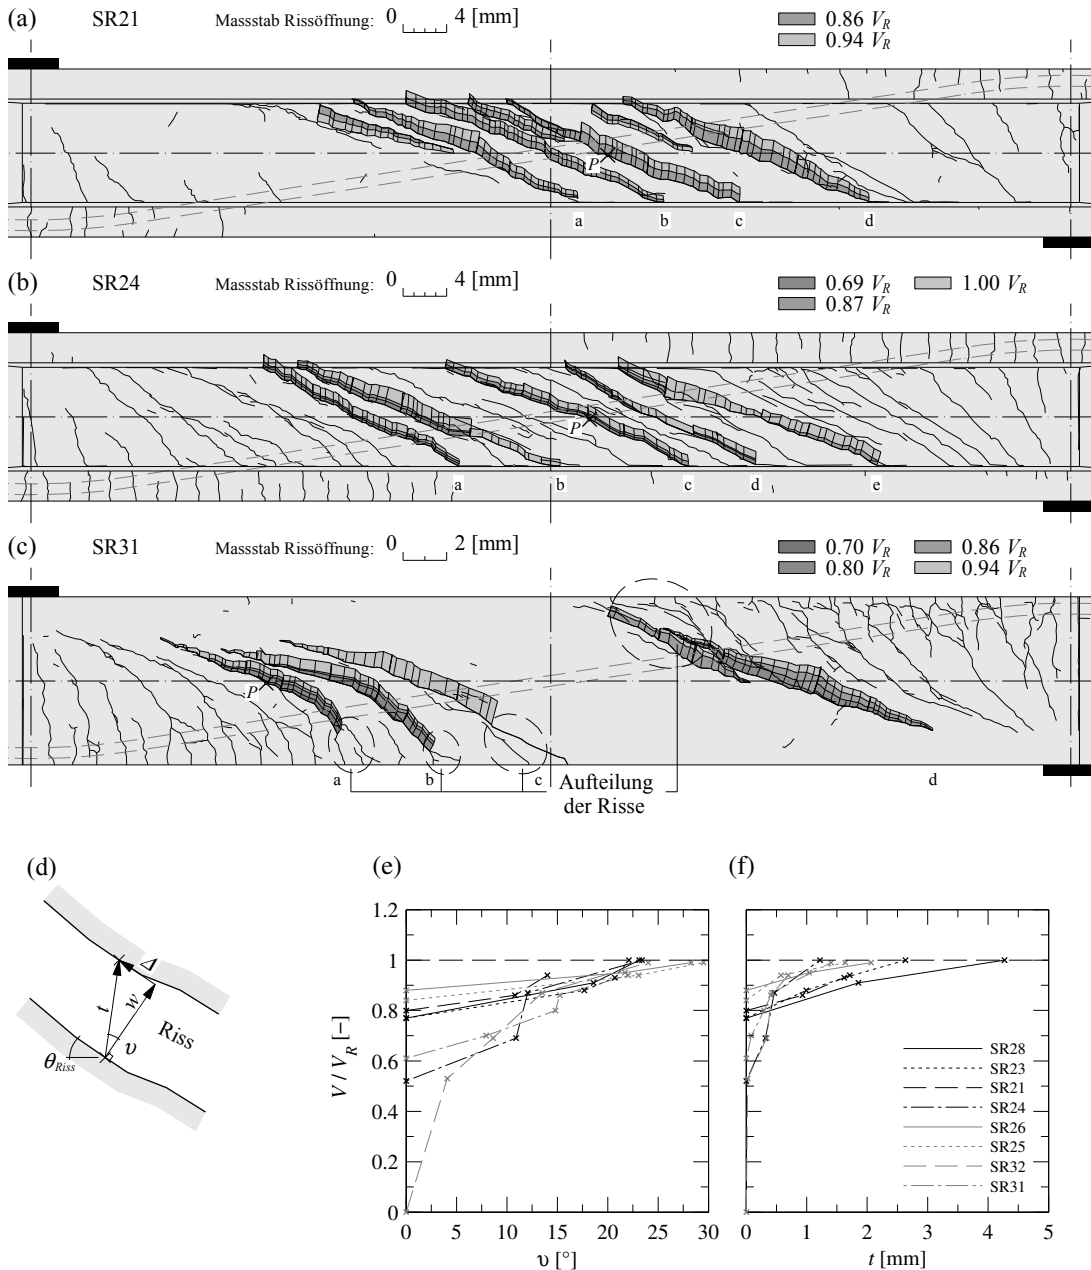 (a) SR21 Massstab Rissöffnung: 0 4 [mm] 0.86 V_R
0.94 V_R
P
a b c d
(b) SR24 Massstab Rissöffnung: 0 4 [mm] 0.69 V_R 1.00 V_R
0.87 V_R
P
a b c d e
(c) SR31 Massstab Rissöffnung: 0 2 [mm] 0.70 V_R 0.86 V_R
0.80 V_R 0.94 V_R
P
a b c d
Aufteilung
der Risse
(d)
Δ
t
w
Riss
υ
θ_Riss
(e)
V / V_R [–]
1.2
1
0.8
0.6
0.4
0.2
0
0 5 10 15 20 25 30
υ [°]
(f)
SR28
SR23
SR21
SR24
SR26
SR25
SR32
SR31
0 1 2 3 4 5
t [mm]